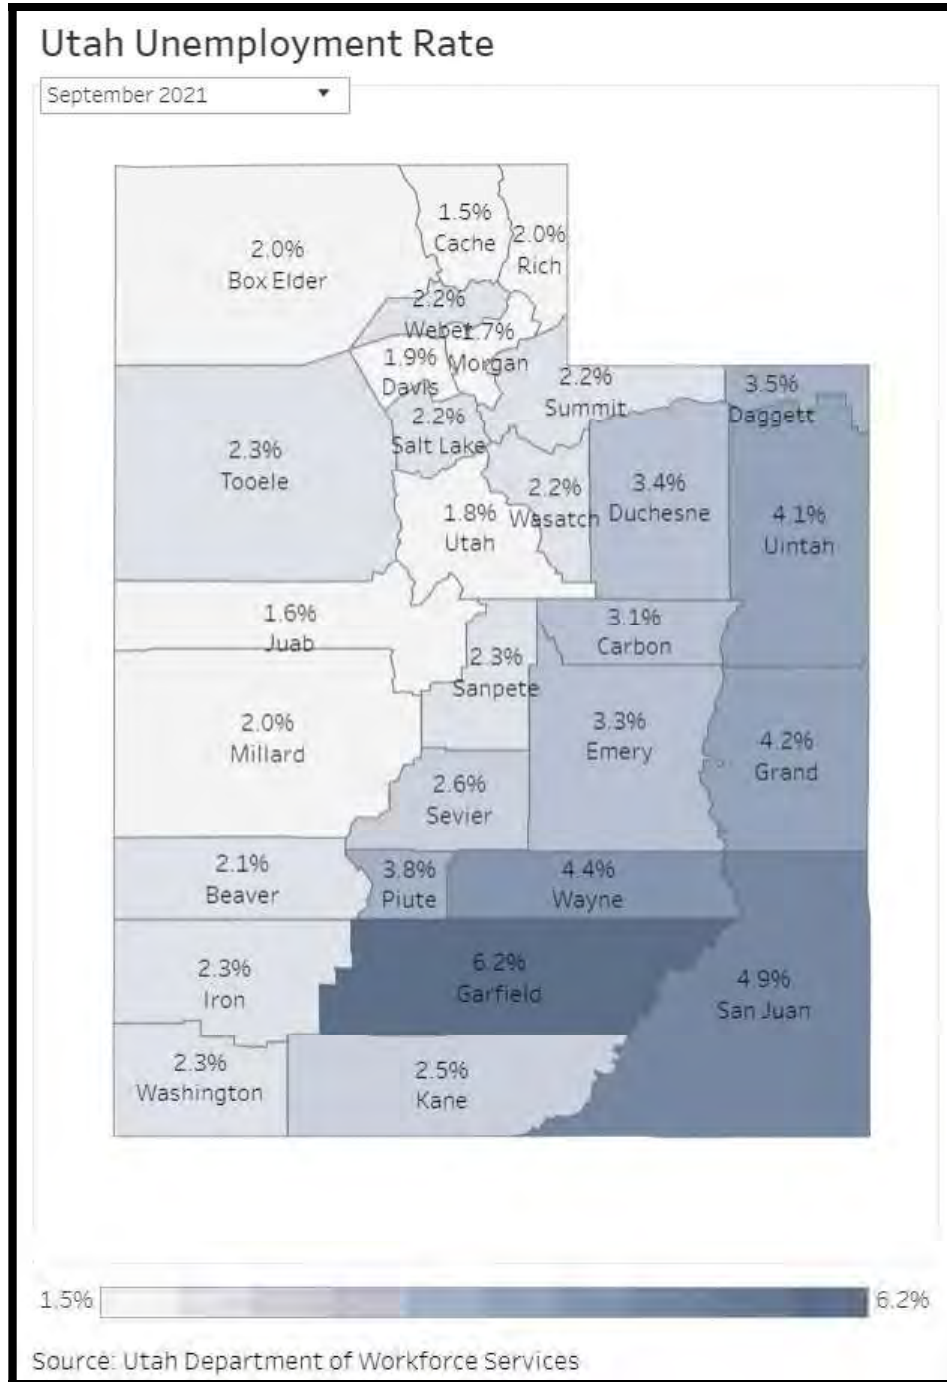 Utah Unemployment Rate
September 2021
1.5%
Cache
2.0%
Rich
2.0%
Box Elder
2.2%
Weber
1.7%
Morgan
1.9%
Davis
2.2%
Summit
3.5%
Daggett
2.2%
Salt Lake
2.3%
Tooele
2.2%
Wasatch
3.4%
Duchesne
1.8%
Utah
4.1%
Uintah
1.6%
Juab
3.1%
Carbon
2.3%
Sanpete
2.0%
Millard
3.3%
Emery
4.2%
Grand
2.6%
Sevier
2.1%
Beaver
3.8%
Piute
4.4%
Wayne
2.3%
Iron
6.2%
Garfield
4.9%
San Juan
2.3%
Washington
2.5%
Kane
1.5%
6.2%
Source: Utah Department of Workforce Services